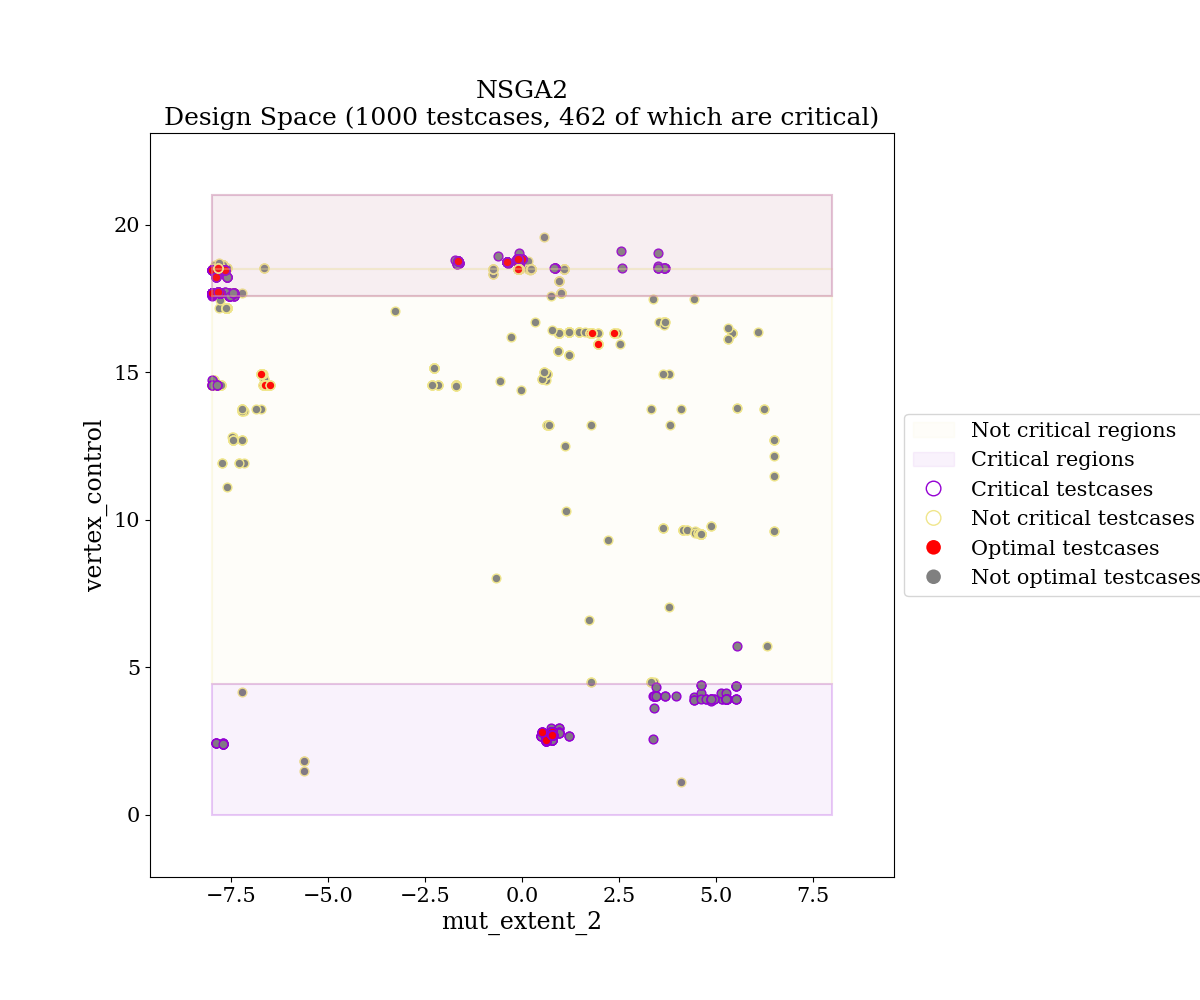 NSGA2
Design Space (1000 testcases, 462 of which are critical)
vertex_control
20
15
10
5
0
−7.5
−5.0
−2.5
0.0
2.5
5.0
7.5
mut_extent_2
Not critical regions
Critical regions
Critical testcases
Not critical testcases
Optimal testcases
Not optimal testcases